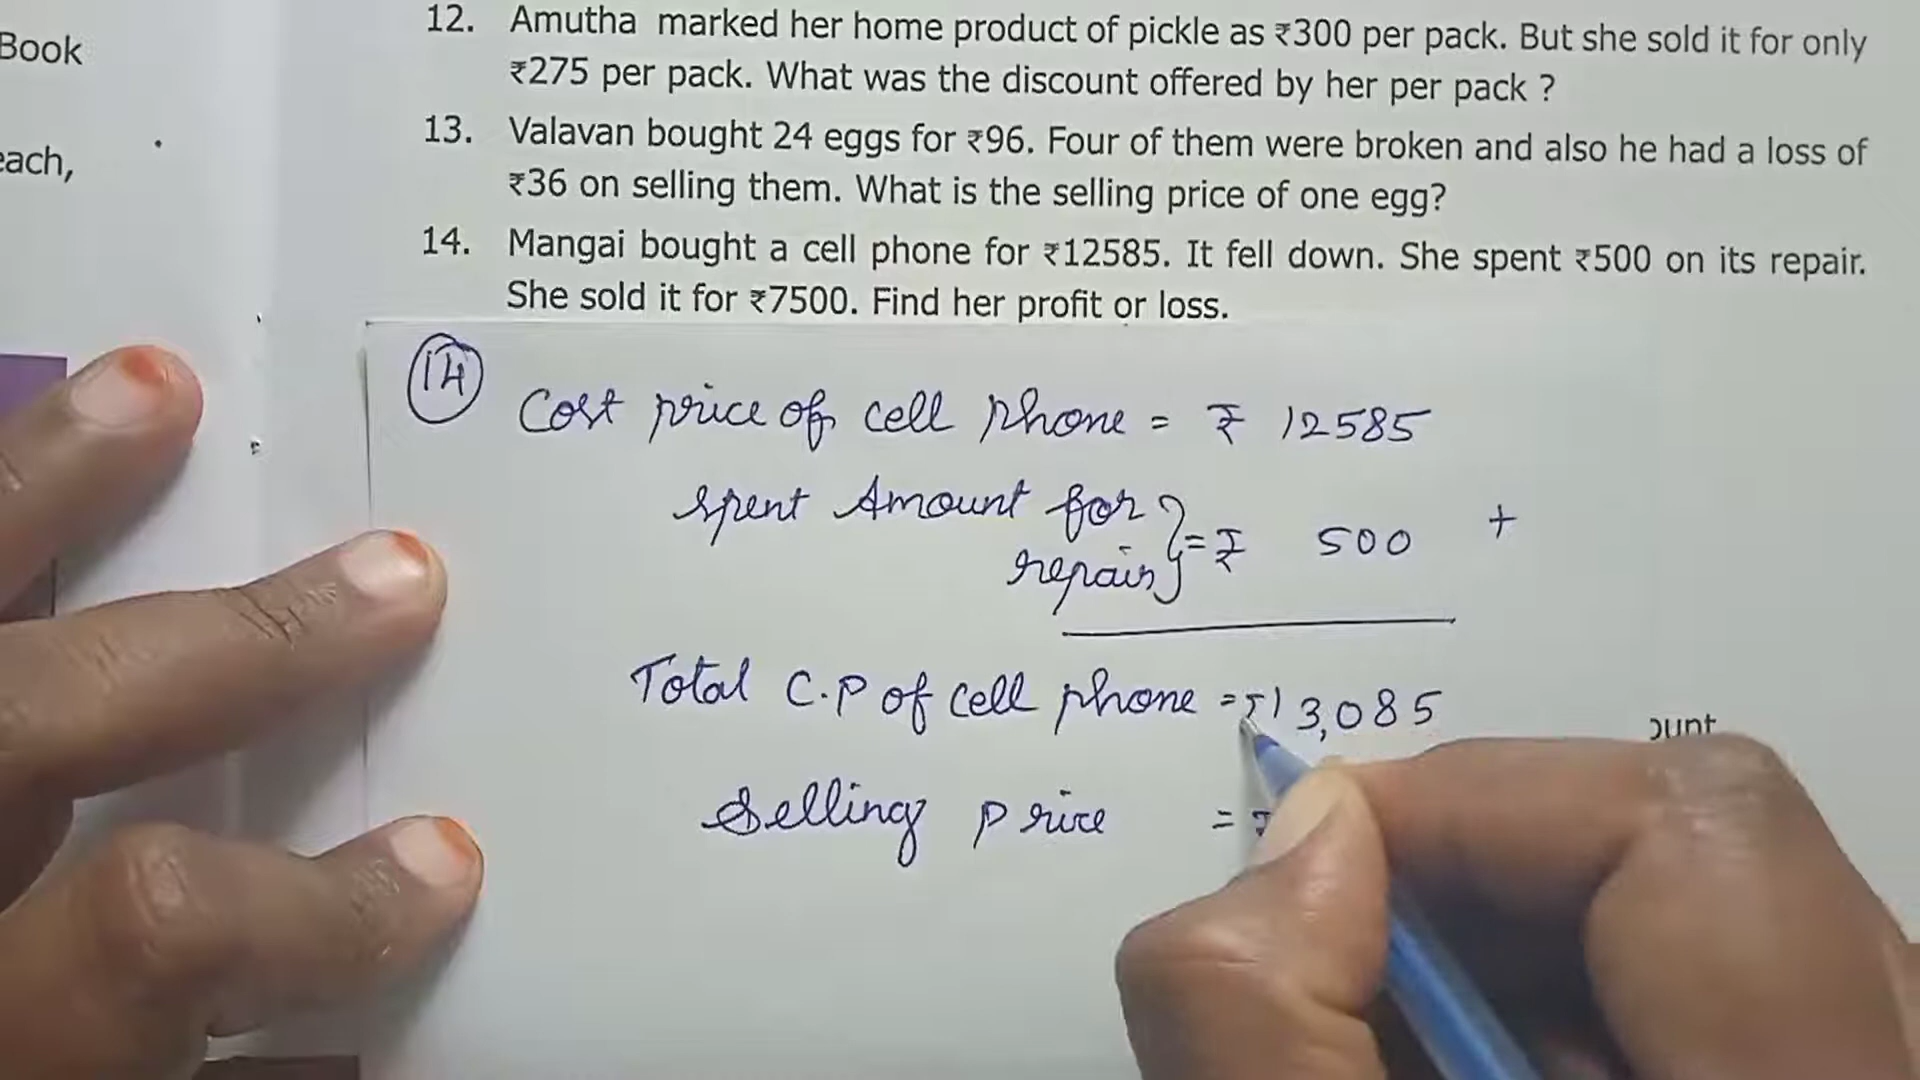 Book
each,
12. Amutha marked her home product of pickle as ₹300 per pack. But she sold it for only
₹275 per pack. What was the discount offered by her per pack ?
13. Valavan bought 24 eggs for ₹96. Four of them were broken and also he had a loss of
₹36 on selling them. What is the selling price of one egg?
14. Mangai bought a cell phone for ₹12585. It fell down. She spent ₹500 on its repair.
She sold it for ₹7500. Find her profit or loss.
14
Cost price of cell phone = ₹ 12585
spent Amount for
repair } = ₹ 500 +
Total C.P of cell phone = ₹13,085
ount
Selling price = ₹